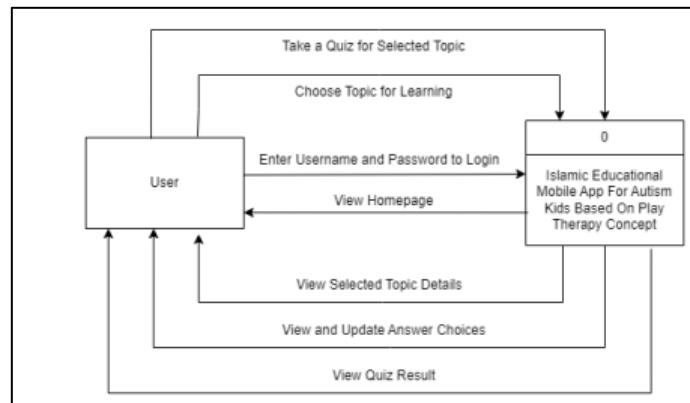 Take a Quiz for Selected Topic
Choose Topic for Learning
0
User
Enter Username and Password to Login
Islamic Educational
Mobile App For Autism
Kids Based On Play
Therapy Concept
View Homepage
View Selected Topic Details
View and Update Answer Choices
View Quiz Result